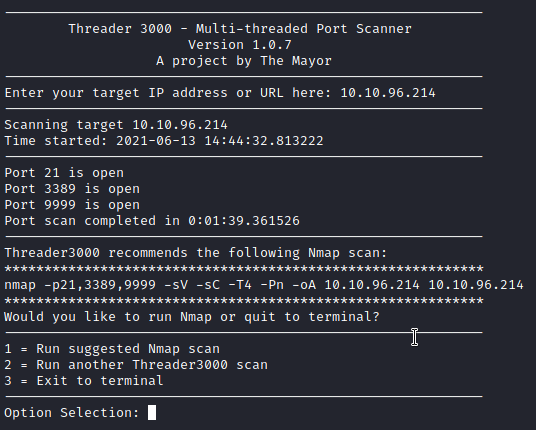 Threader 3000 - Multi-threaded Port Scanner
Version 1.0.7
A project by The Mayor
Enter your target IP address or URL here: 10.10.96.214
Scanning target 10.10.96.214
Time started: 2021-06-13 14:44:32.813222
Port 21 is open
Port 3389 is open
Port 9999 is open
Port scan completed in 0:01:39.361526
Threader3000 recommends the following Nmap scan:
************************************************************
nmap -p21,3389,9999 -sV -sC -T4 -Pn -oA 10.10.96.214 10.10.96.214
************************************************************
Would you like to run Nmap or quit to terminal?
1 = Run suggested Nmap scan
2 = Run another Threader3000 scan
3 = Exit to terminal
Option Selection: